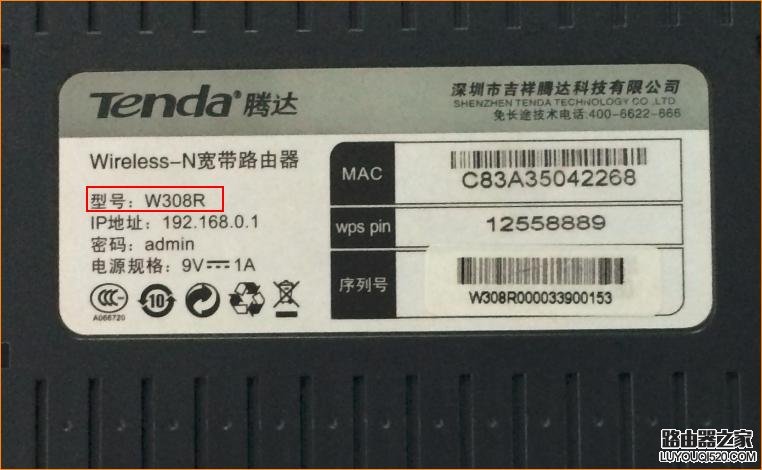 Tenda®腾达
深圳市吉祥腾达科技有限公司
SHENZHEN TENDA TECHNOLOGY CO.,LTD
免长途技术电话:400-6622-666
Wireless-N宽带路由器
型号：W308R
IP地址：192.168.0.1
密码：admin
电源规格：9V⎓1A
MAC
C83A35042268
wps pin
12558889
序列号
W308R000033900153
CCC
A066720
10
路由器之家
LUYOUQI520.COM